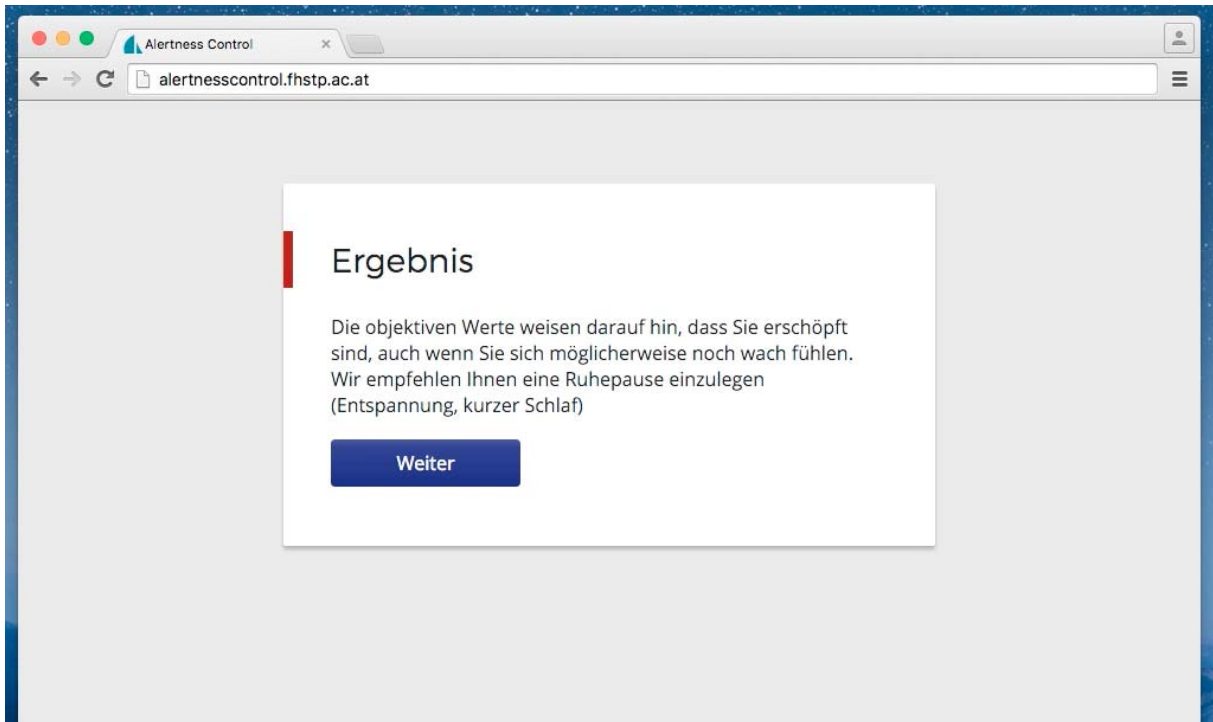 Alertness Control
alertnesscontrol.fhstp.ac.at
Ergebnis
Die objektiven Werte weisen darauf hin, dass Sie erschöpft
sind, auch wenn Sie sich möglicherweise noch wach fühlen.
Wir empfehlen Ihnen eine Ruhepause einzulegen
(Entspannung, kurzer Schlaf)
Weiter